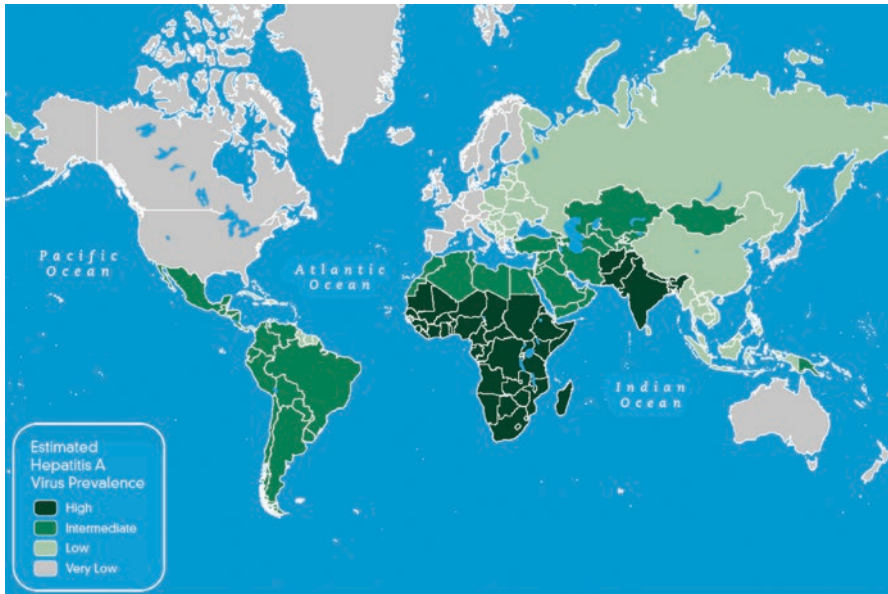 Pacific
Ocean
Atlantic
Ocean
Indian
Ocean
Estimated
Hepatitis A
Virus Prevalence
High
Intermediate
Low
Very Low